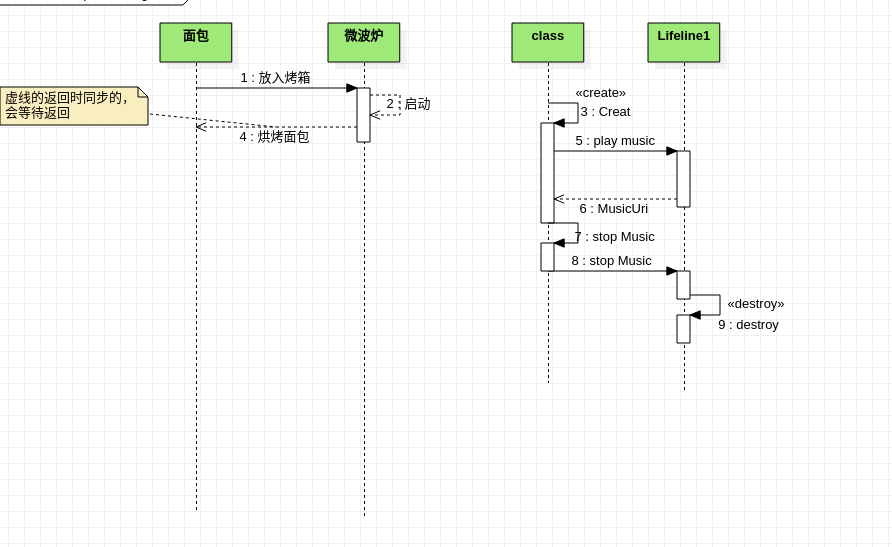 面包
微波炉
class
Lifeline1
1 : 放入烤箱
虚线的返回时同步的，
会等待返回
2 : 启动
4 : 烘烤面包
«create»
3 : Creat
5 : play music
6 : MusicUri
7 : stop Music
8 : stop Music
«destroy»
9 : destroy